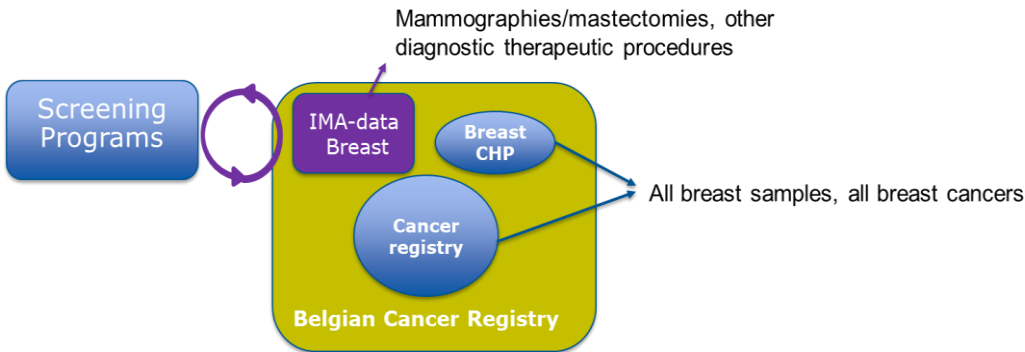 Mammographies/mastectomies, other
diagnostic therapeutic procedures
Screening
Programs
IMA-data
Breast
Breast
CHP
All breast samples, all breast cancers
Cancer
registry
Belgian Cancer Registry